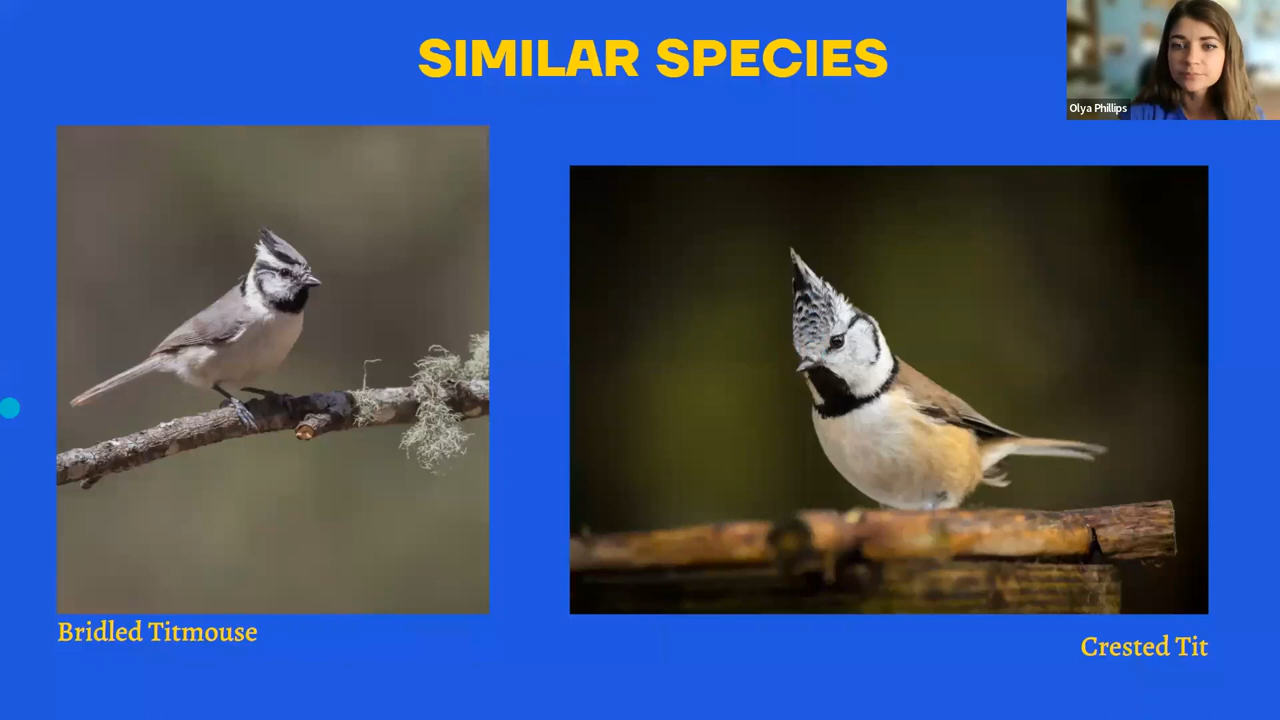 SIMILAR SPECIES
Olya Phillips
Bridled Titmouse
Crested Tit